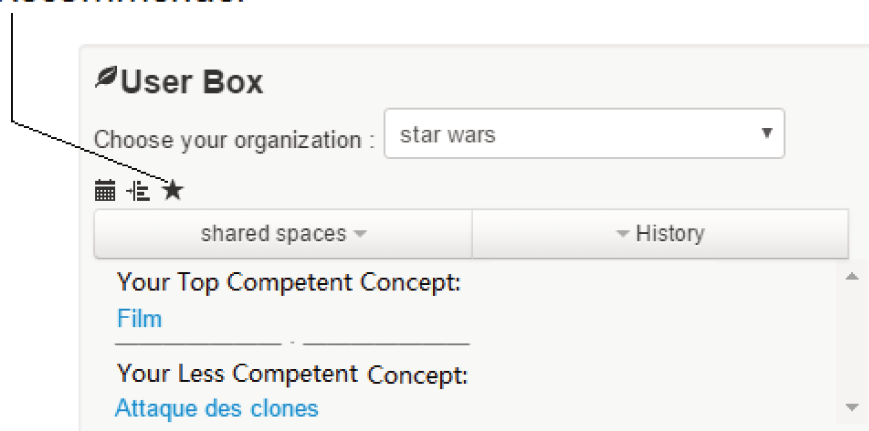 User Box
Choose your organization : star wars
shared spaces History
Your Top Competent Concept:
Film
Your Less Competent Concept:
Attaque des clones